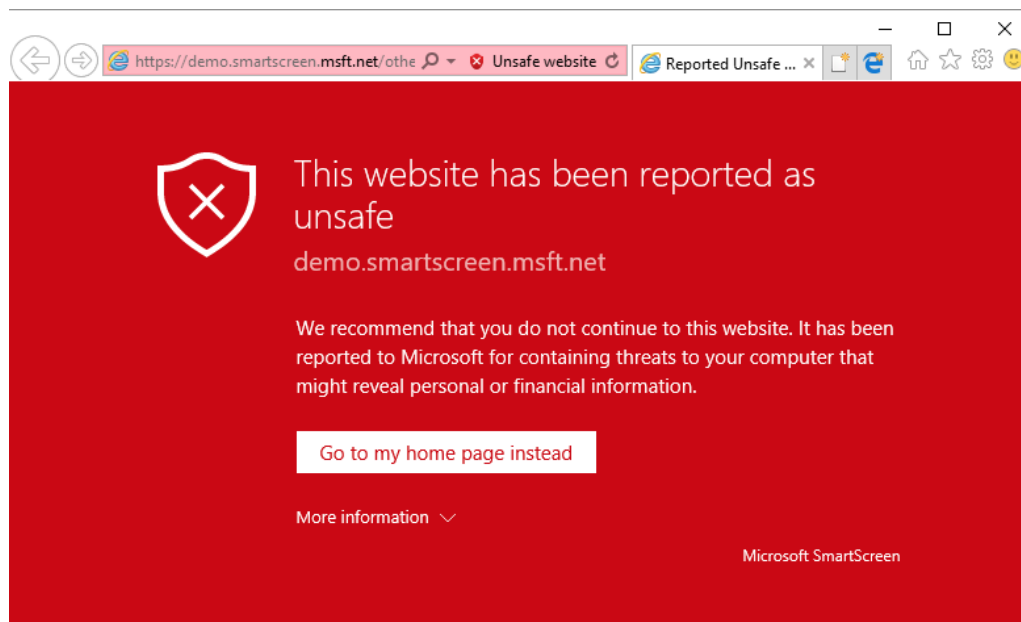 https://demo.smartscreen.msft.net/othe
Unsafe website
Reported Unsafe ...
This website has been reported as
unsafe
demo.smartscreen.msft.net
We recommend that you do not continue to this website. It has been
reported to Microsoft for containing threats to your computer that
might reveal personal or financial information.
Go to my home page instead
More information
Microsoft SmartScreen